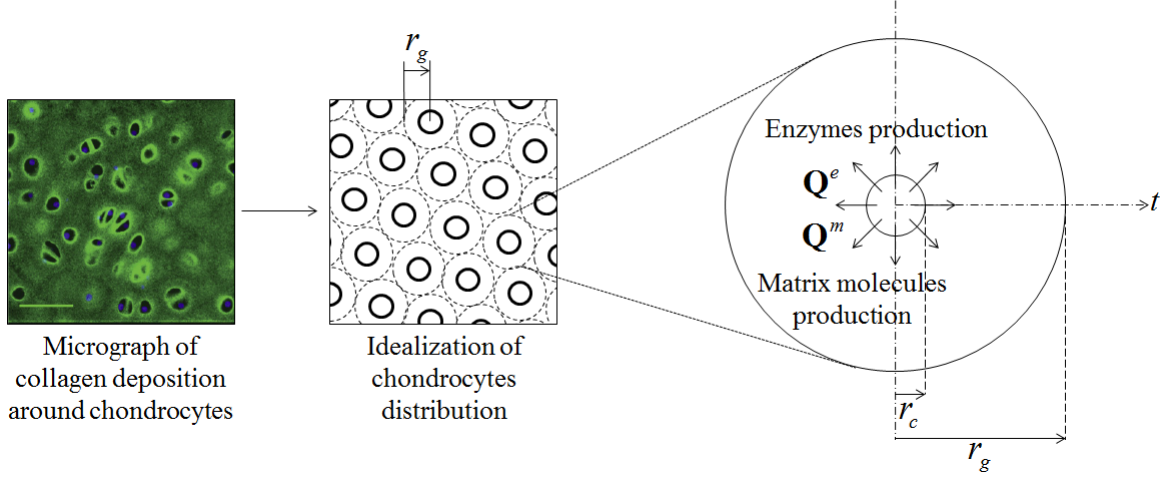 r_g
Enzymes production
Q^e
t
Q^m
Matrix molecules
production
Micrograph of
collagen deposition
around chondrocytes
Idealization of
chondrocytes
distribution
r_c
r_g